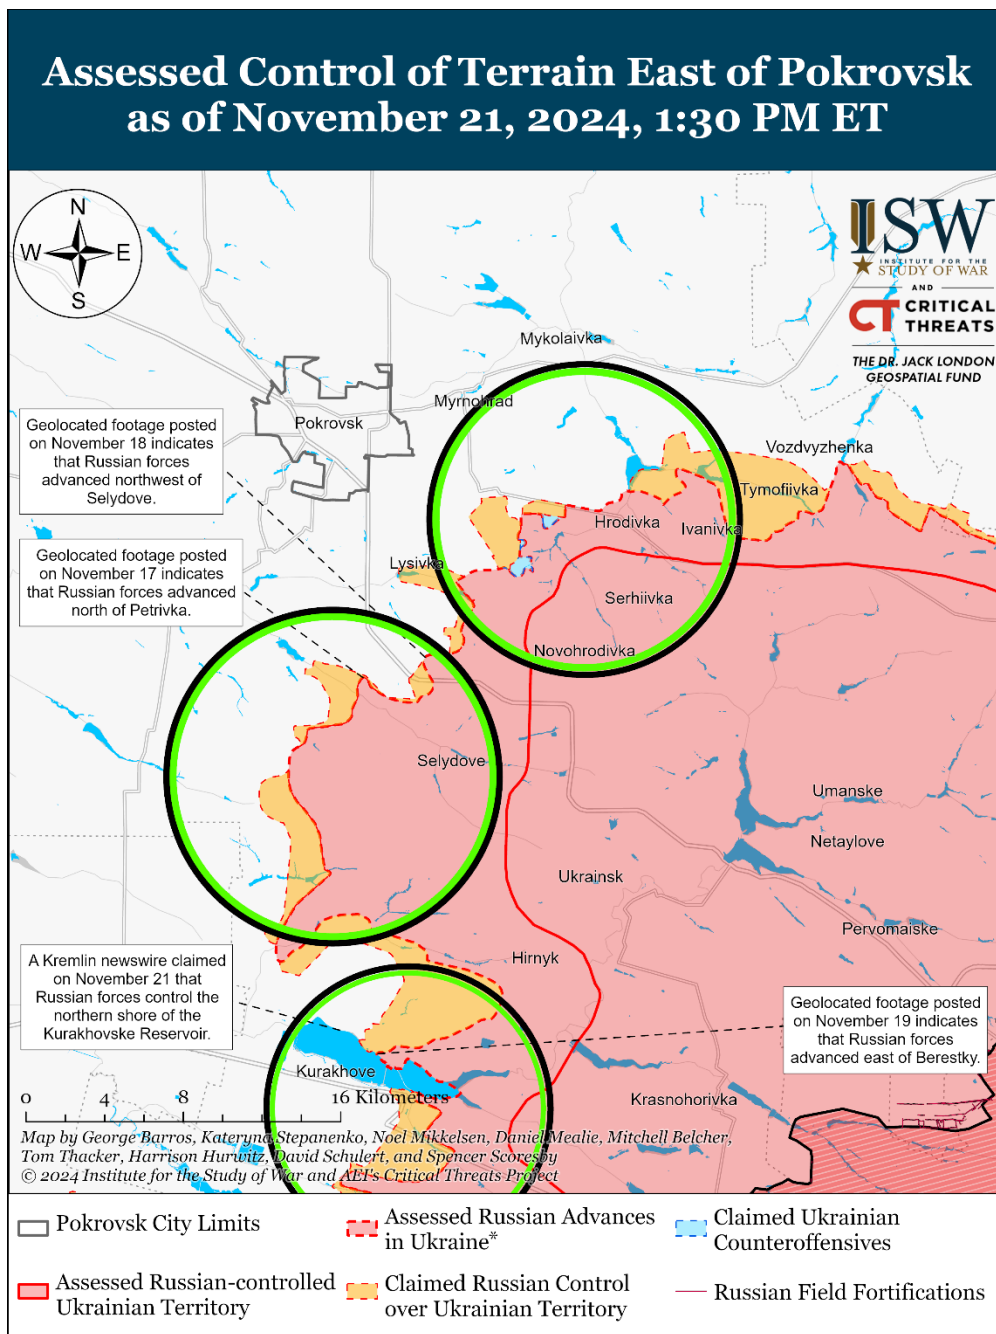 Assessed Control of Terrain East of Pokrovsk
as of November 21, 2024, 1:30 PM ET
N
W
E
S
ISW
INSTITUTE FOR THE
STUDY OF WAR
AND
CT CRITICAL
THREATS
THE DR. JACK LONDON
GEOSPATIAL FUND
Mykolaivka
Myrnohrad
Pokrovsk
Geolocated footage posted
on November 18 indicates
that Russian forces
advanced northwest of
Selydove.
Vozdvyzhenka
Tymofiivka
Hrodivka
Ivanivka
Geolocated footage posted
on November 17 indicates
that Russian forces advanced
north of Petrivka.
Lysivka
Serhiivka
Novohrodivka
Selydove
Umanske
Netaylove
Ukrainsk
Pervomaiske
Hirnyk
A Kremlin newswire claimed
on November 21 that
Russian forces control the
northern shore of the
Kurakhovske Reservoir.
Geolocated footage posted
on November 19 indicates
that Russian forces
advanced east of Berestky.
Kurakhove
Krasnohorivka
0 4 8 16 Kilometers
Map by George Barros, Kateryna Stepanenko, Noel Mikkelsen, Daniel Mealie, Mitchell Belcher,
Tom Thacker, Harrison Hurwitz, David Schulert, and Spencer Scoresby
© 2024 Institute for the Study of War and AEI's Critical Threats Project
Pokrovsk City Limits
Assessed Russian Advances
in Ukraine*
Claimed Ukrainian
Counteroffensives
Assessed Russian-controlled
Ukrainian Territory
Claimed Russian Control
over Ukrainian Territory
Russian Field Fortifications